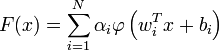 F(x) = \sum_{i=1}^{N} \alpha_i \varphi \left( w_i^T x + b_i \right)